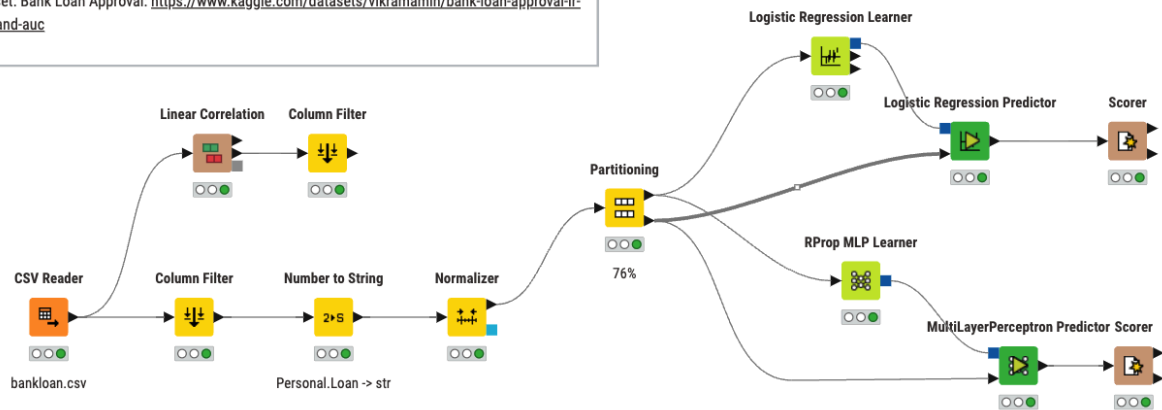 set: Bank Loan Approval: https://www.kaggle.com/datasets/vikramamin/bank-loan-approval-lr-
and-auc
Logistic Regression Learner
Linear Correlation
Column Filter
Logistic Regression Predictor
Scorer
Partitioning
76%
RProp MLP Learner
CSV Reader
Column Filter
Number to String
Normalizer
2▸S
MultiLayerPerceptron Predictor
Scorer
bankloan.csv
Personal.Loan -> str